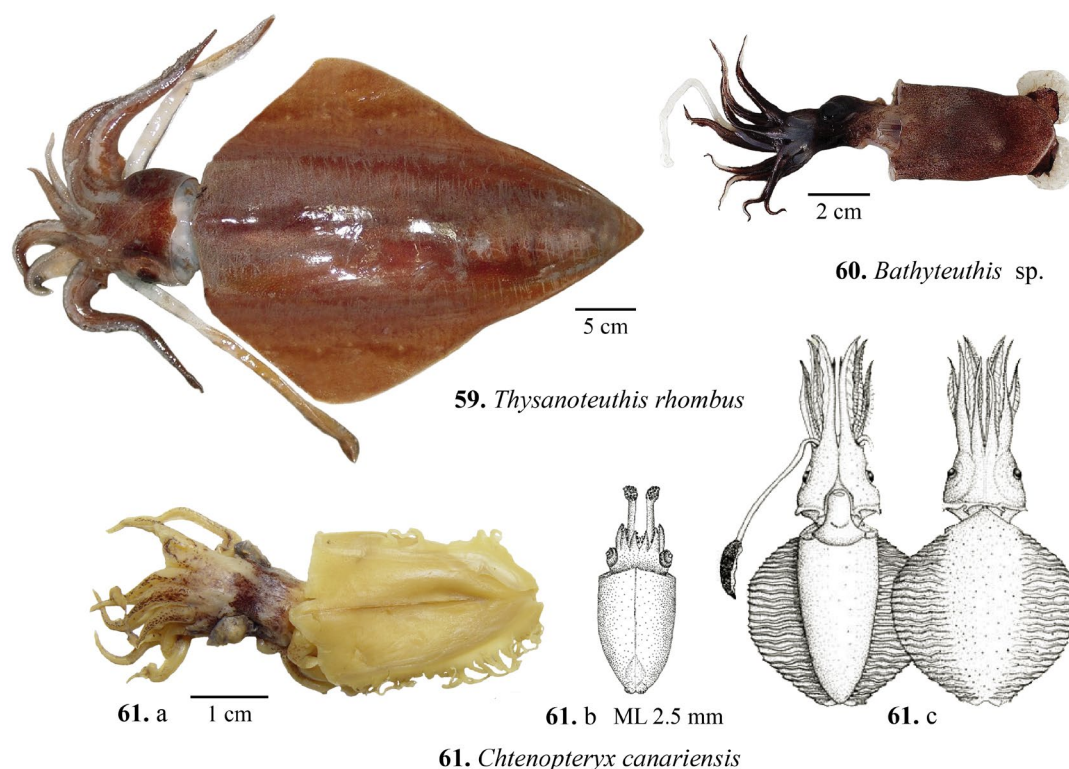 2 cm
60. Bathyteuthis sp.
5 cm
59. Thysanoteuthis rhombus
61. a
1 cm
61. b ML 2.5 mm
61. c
61. Chtenopteryx canariensis